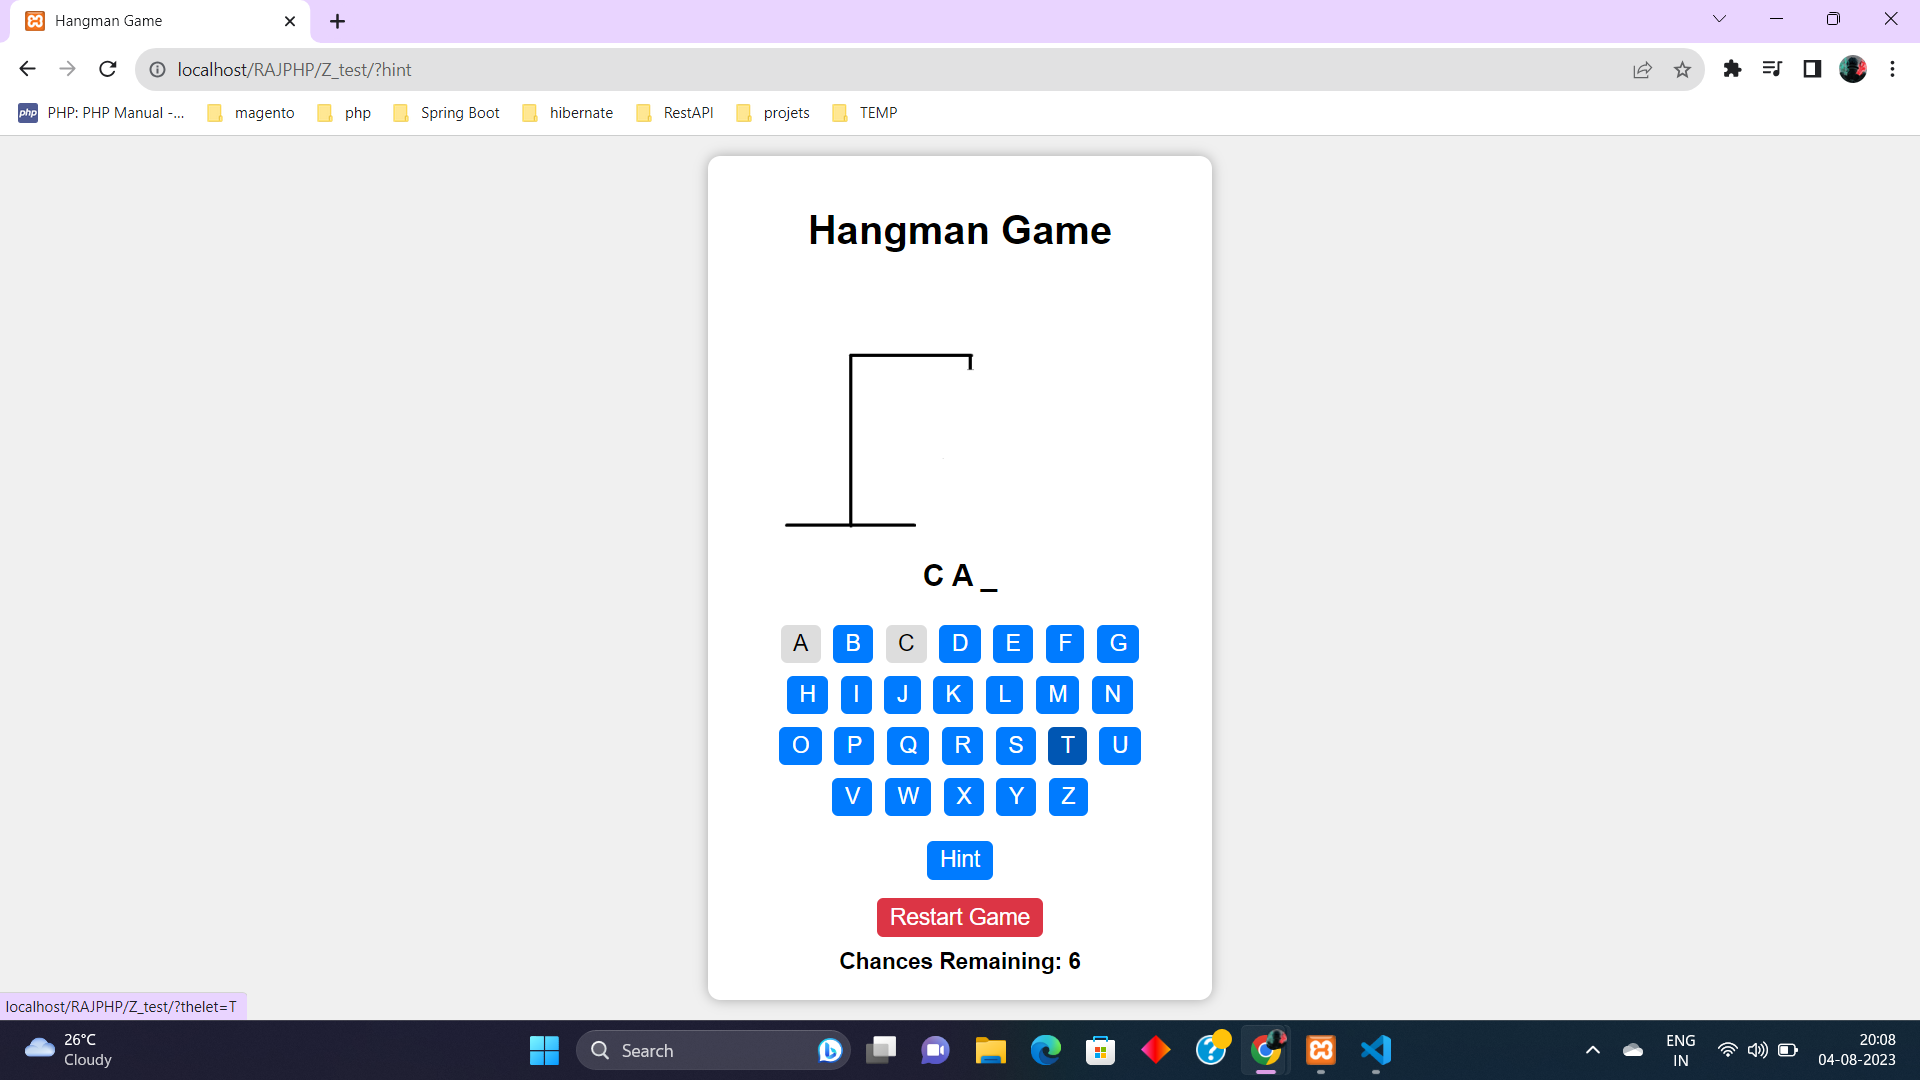 Hangman Game
localhost/RAJPHP/Z_test/?hint
php PHP: PHP Manual -... magento php Spring Boot hibernate RestAPI projets TEMP
Hangman Game
C A _
A B C D E F G
H I J K L M N
O P Q R S T U
V W X Y Z
Hint
Restart Game
Chances Remaining: 6
localhost/RAJPHP/Z_test/?thelet=T
26°C
Cloudy
Search
ENG
IN
20:08
04-08-2023